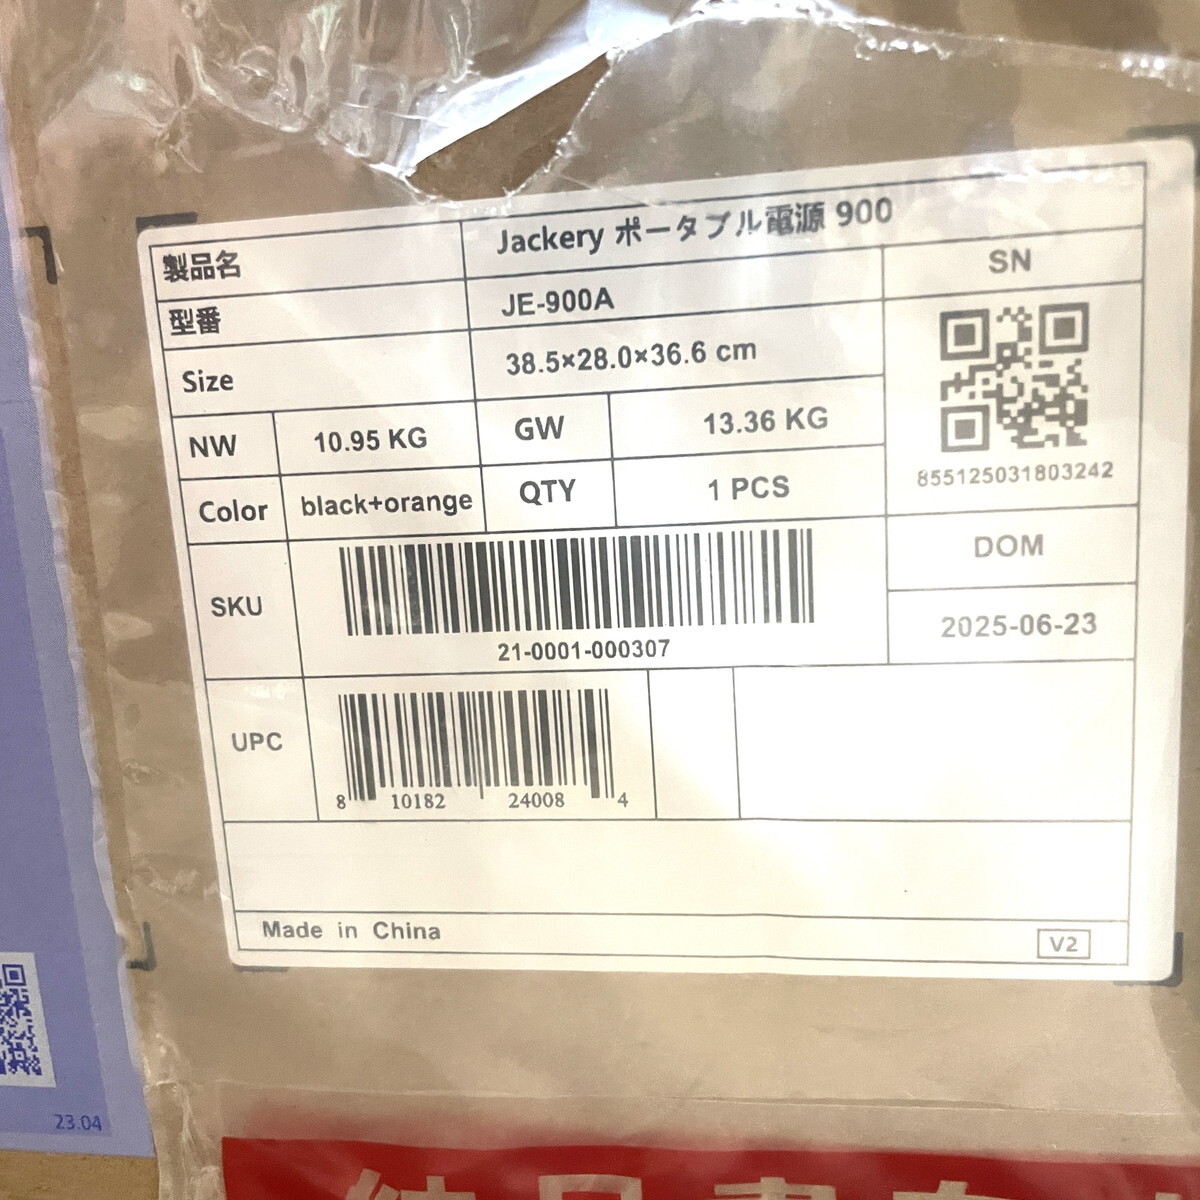 製品名 Jackery ポータブル電源 900
型番 JE-900A SN
Size 38.5×28.0×36.6 cm
NW 10.95 KG GW 13.36 KG
855125031803242
Color black+orange QTY 1 PCS
DOM
SKU
21-0001-000307
2025-06-23
UPC
8 10182 24008 4
Made in China
V2
23.04